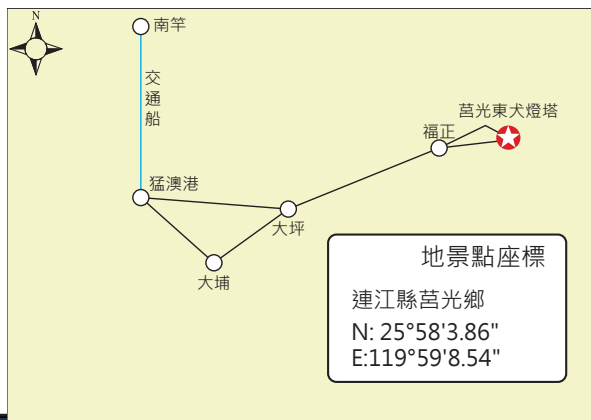 N
南竿
交通船
莒光東犬燈塔
福正
猛澳港
大坪
大埔
地景點座標
連江縣莒光鄉
N: 25°58'3.86"
E:119°59'8.54"